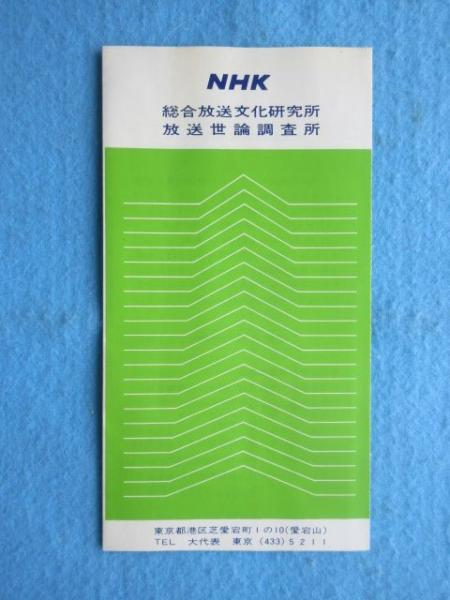 NHK
総合放送文化研究所
放送世論調査所
東京都港区芝愛宕町1の10(愛宕山)
TEL 大代表 東京 (433) 5211